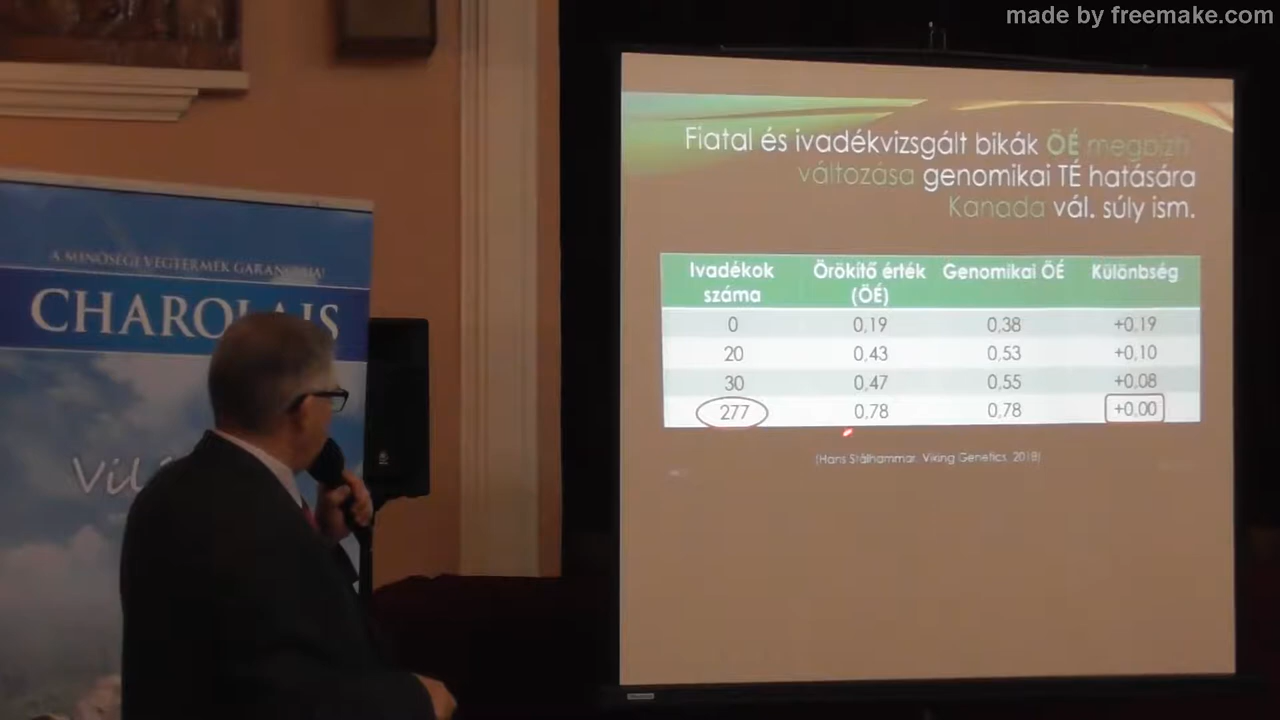 made by freemake.com
Fiatal és ivadékvizsgált bikák ÖÉ megbízh
változása genomikai TÉ hatására
Kanada vál. súly ism.
Ivadékok száma Örökítő érték (ÖÉ) Genomikai ÖÉ Különbség
0 0,19 0,38 +0,19
20 0,43 0,53 +0,10
30 0,47 0,55 +0,08
277 0,78 0,78 +0,00
(Hans Stålhammar, Viking Genetics, 2018)
A MINŐSÉGI VÉGTERMÉK GARANCIÁJA!
CHAROLAIS